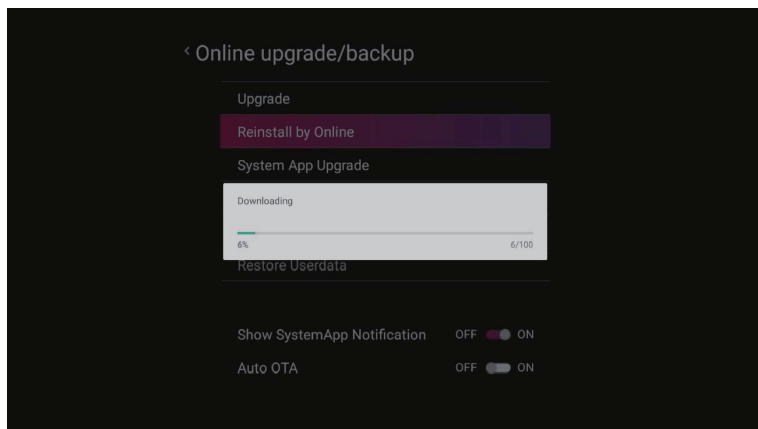 Online upgrade/backup
Upgrade
Reinstall by Online
System App Upgrade
Downloading
6% 6/100
Restore Userdata
Show SystemApp Notification OFF ON
Auto OTA OFF ON